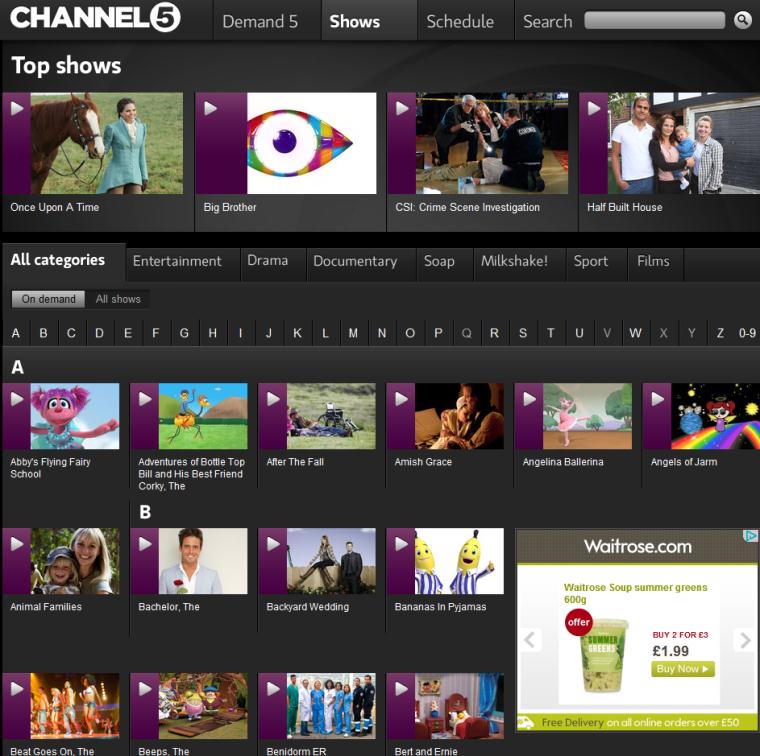 CHANNEL 5
Demand 5
Shows
Schedule
Search
Top shows
CORONER
Once Upon A Time
Big Brother
CSI: Crime Scene Investigation
Half Built House
All categories
Entertainment
Drama
Documentary
Soap
Milkshake!
Sport
Films
On demand
All shows
A B C D E F G H I J K L M N O P Q R S T U V W X Y Z 0-9
A
Abby's Flying Fairy
School
Adventures of Bottle Top
Bill and His Best Friend
Corky, The
After The Fall
Amish Grace
Angelina Ballerina
Angels of Jarm
B
Animal Families
Bachelor, The
Backyard Wedding
Bananas In Pyjamas
Waitrose.com
Waitrose Soup summer greens
600g
offer
SUMMER
GREENS
BUY 2 FOR £3
£1.99
Buy Now
Free Delivery on all online orders over £50
Beat Goes On, The
Beeps, The
Benidorm ER
Bert and Ernie